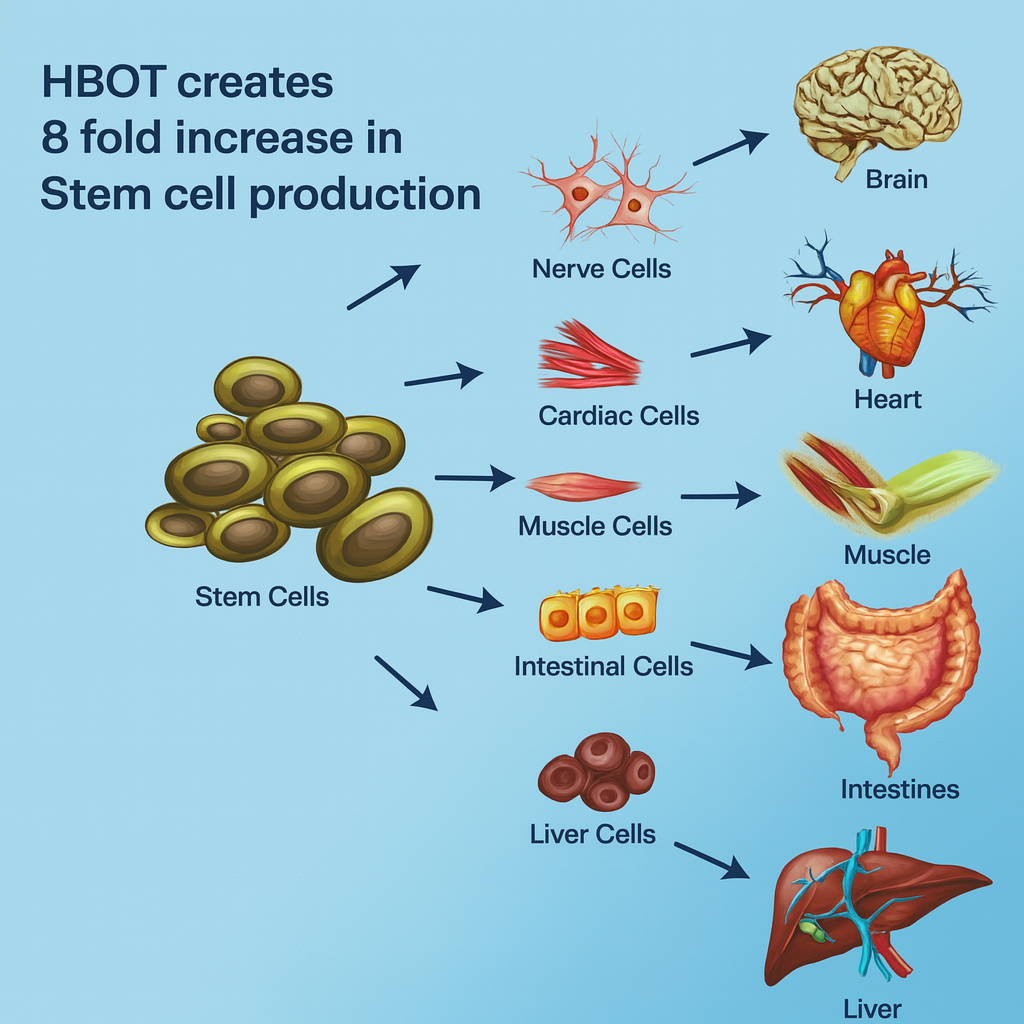 HBOT creates
8 fold increase in
Stem cell production
Brain
Nerve Cells
Heart
Cardiac Cells
Muscle Cells
Muscle
Stem Cells
Intestinal Cells
Intestines
Liver Cells
Liver